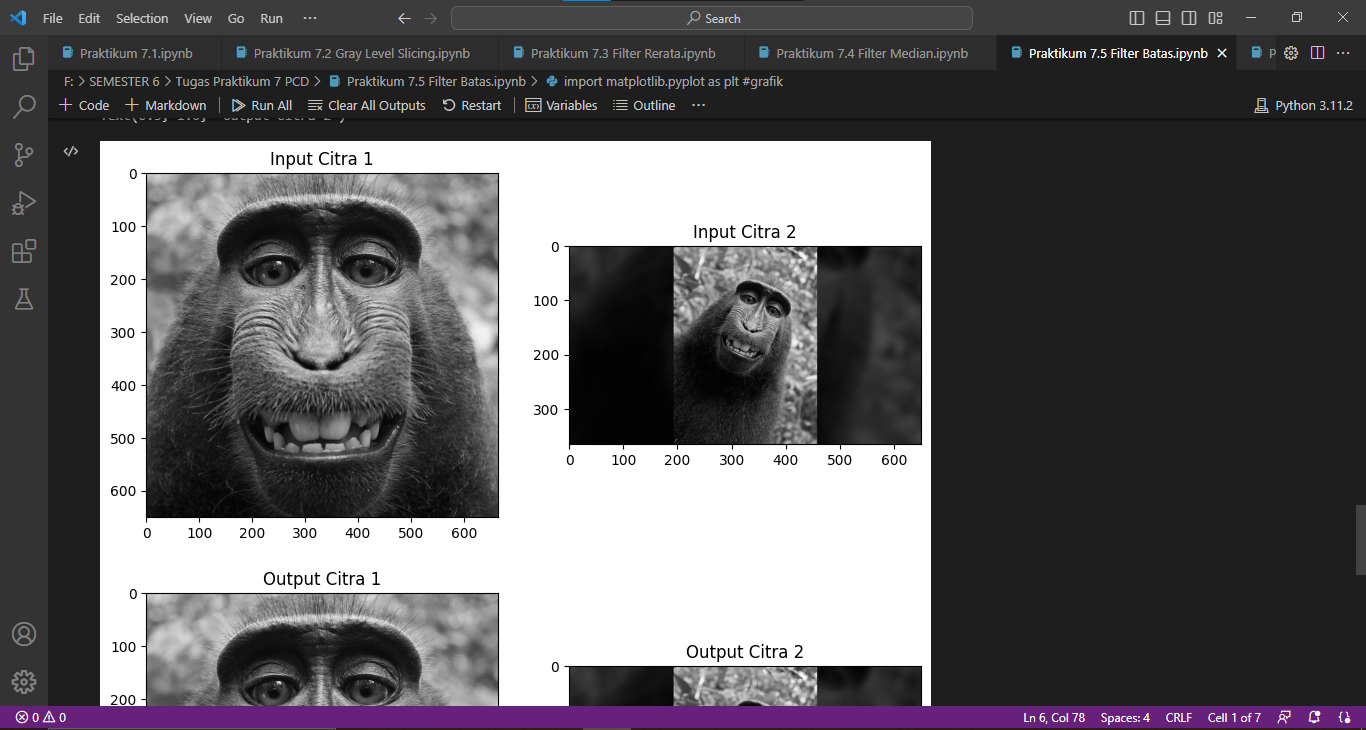 File Edit Selection View Go Run ··· Search
Praktikum 7.1.ipynb Praktikum 7.2 Gray Level Slicing.ipynb Praktikum 7.3 Filter Rerata.ipynb Praktikum 7.4 Filter Median.ipynb Praktikum 7.5 Filter Batas.ipynb P
F: > SEMESTER 6 > Tugas Praktikum 7 PCD > Praktikum 7.5 Filter Batas.ipynb > import matplotlib.pyplot as plt #grafik
Code Markdown Run All Clear All Outputs Restart Variables Outline ··· Python 3.11.2
Input Citra 1
0
100
200
300
400
500
600
0 100 200 300 400 500 600
Input Citra 2
0
100
200
300
0 100 200 300 400 500 600
Output Citra 1
0
100
200
Output Citra 2
0
0 0 Ln 6, Col 78 Spaces: 4 CRLF Cell 1 of 7